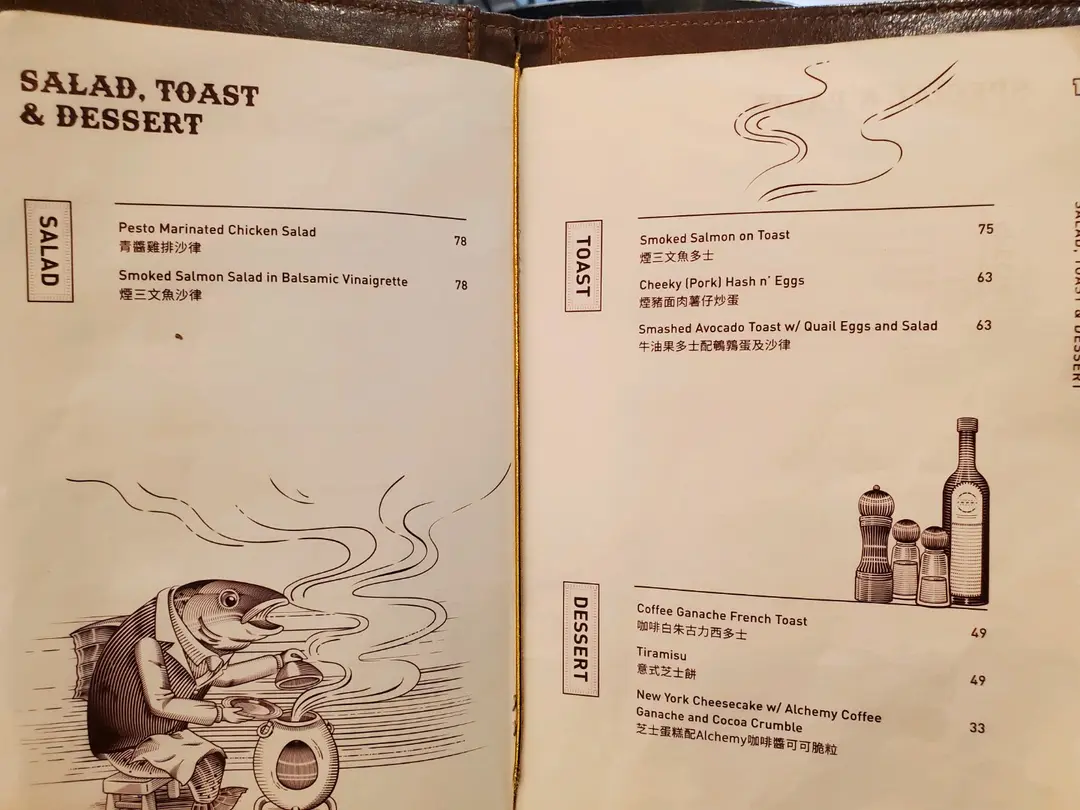 SALAD, TOAST
& DESSERT
SALAD
Pesto Marinated Chicken Salad 78
青醬雞排沙律
Smoked Salmon Salad in Balsamic Vinaigrette 78
煙三文魚沙律
TOAST
Smoked Salmon on Toast 75
煙三文魚多士
Cheeky (Pork) Hash n' Eggs 63
煙豬面肉薯仔炒蛋
Smashed Avocado Toast w/ Quail Eggs and Salad 63
牛油果多士配鵪鶉蛋及沙律
DESSERT
Coffee Ganache French Toast 49
咖啡白朱古力西多士
Tiramisu 49
意式芝士餅
New York Cheesecake w/ Alchemy Coffee
Ganache and Cocoa Crumble 33
芝士蛋糕配Alchemy咖啡醬可可脆粒
SALAD, TOAST & DESSERT